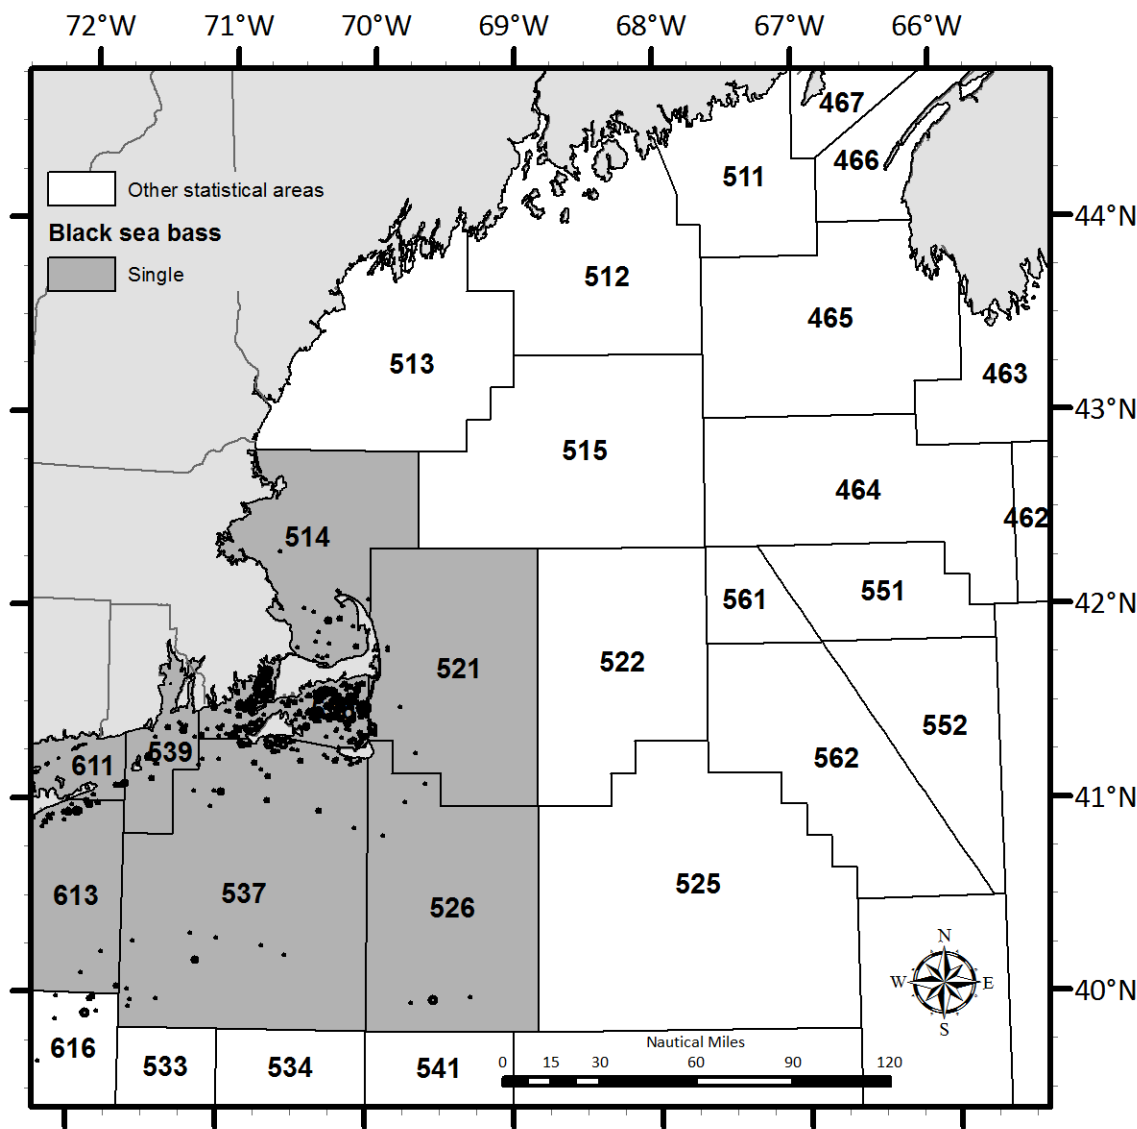 72°W 71°W 70°W 69°W 68°W 67°W 66°W
467
466
511
Other statistical areas
44°N
Black sea bass
Single
512
465
513
463
43°N
515
464
462
514
42°N
561
551
521
522
552
539
611
562
41°N
613
537
526
525
N
W
E
S
40°N
616
533
534
541
Nautical Miles
0 15 30 60 90 120